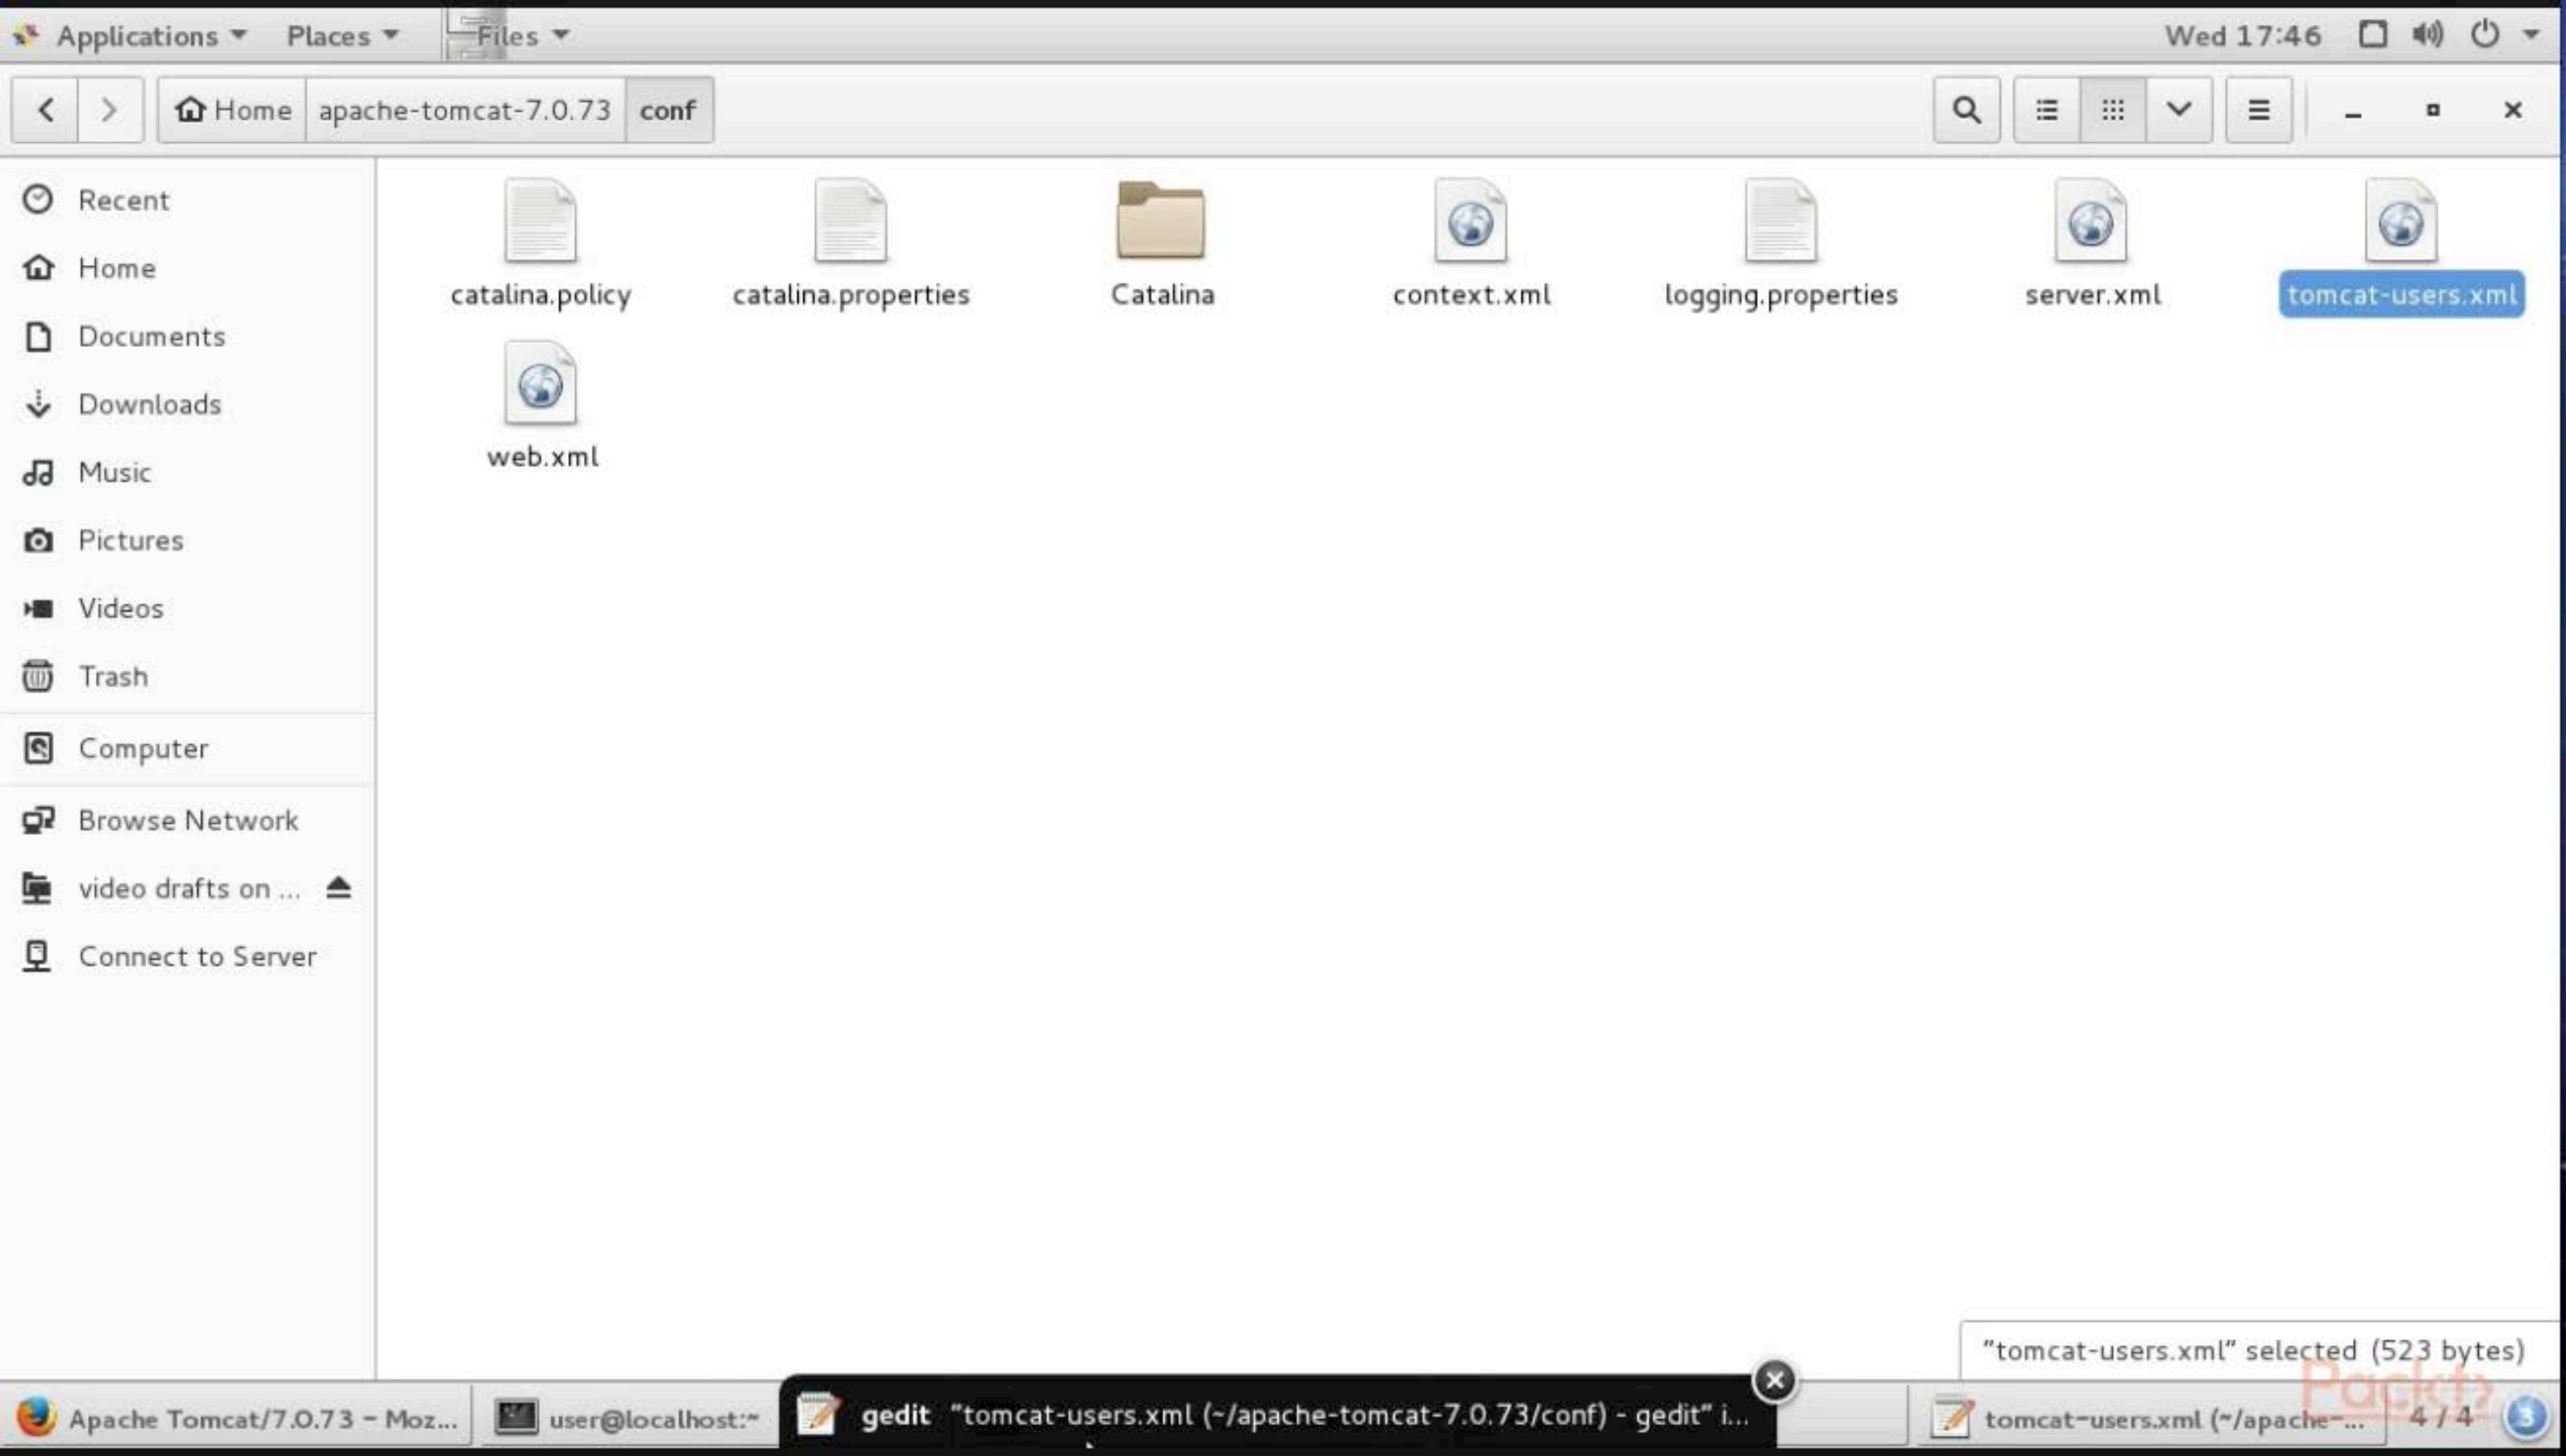 Applications Places Files Wed 17:46
Home apache-tomcat-7.0.73 conf
Recent
Home
Documents
Downloads
Music
Pictures
Videos
Trash
Computer
Browse Network
video drafts on ...
Connect to Server
catalina.policy catalina.properties Catalina context.xml logging.properties server.xml tomcat-users.xml
web.xml
"tomcat-users.xml" selected (523 bytes)
Packt
Apache Tomcat/7.0.73 - Moz... user@localhost:~ gedit "tomcat-users.xml (~/apache-tomcat-7.0.73/conf) - gedit" i... tomcat-users.xml (~/apache-... 4 / 4 3